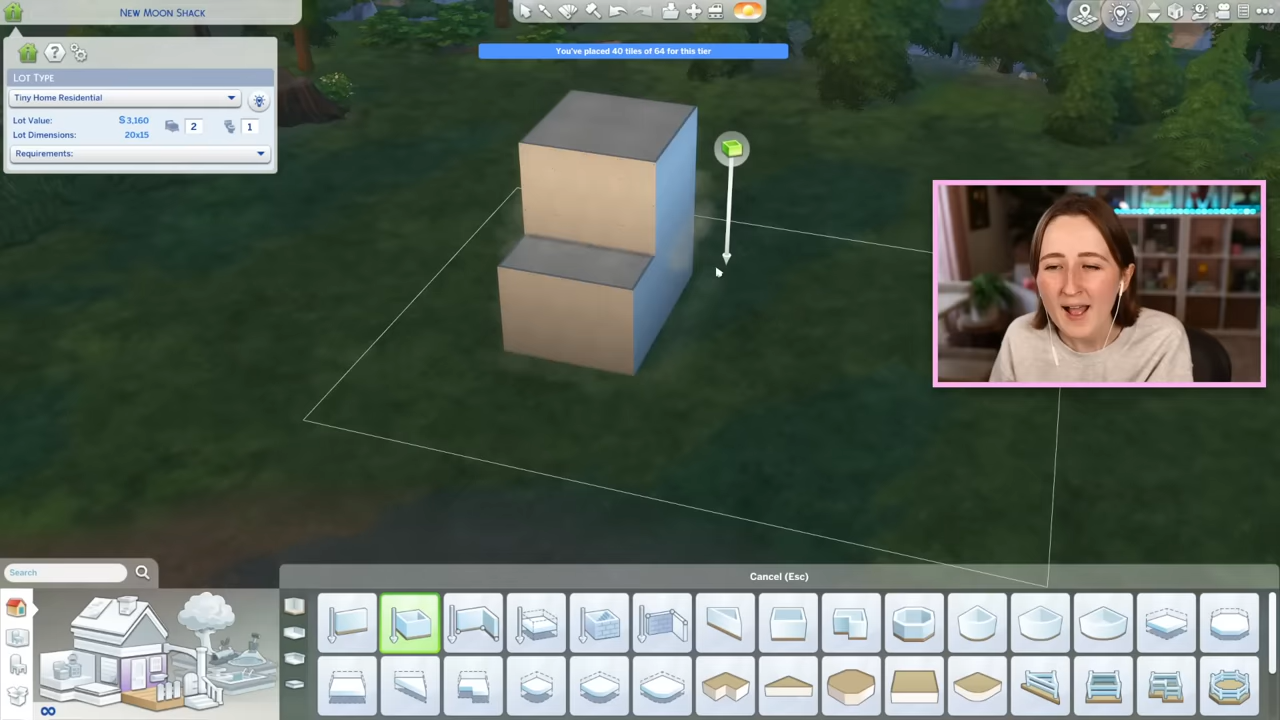 New Moon Shack
You've placed 40 tiles of 64 for this tier
Lot Type
Tiny Home Residential
Lot Value: §3,160 2 1
Lot Dimensions: 20x15
Requirements:
Search
Cancel (Esc)